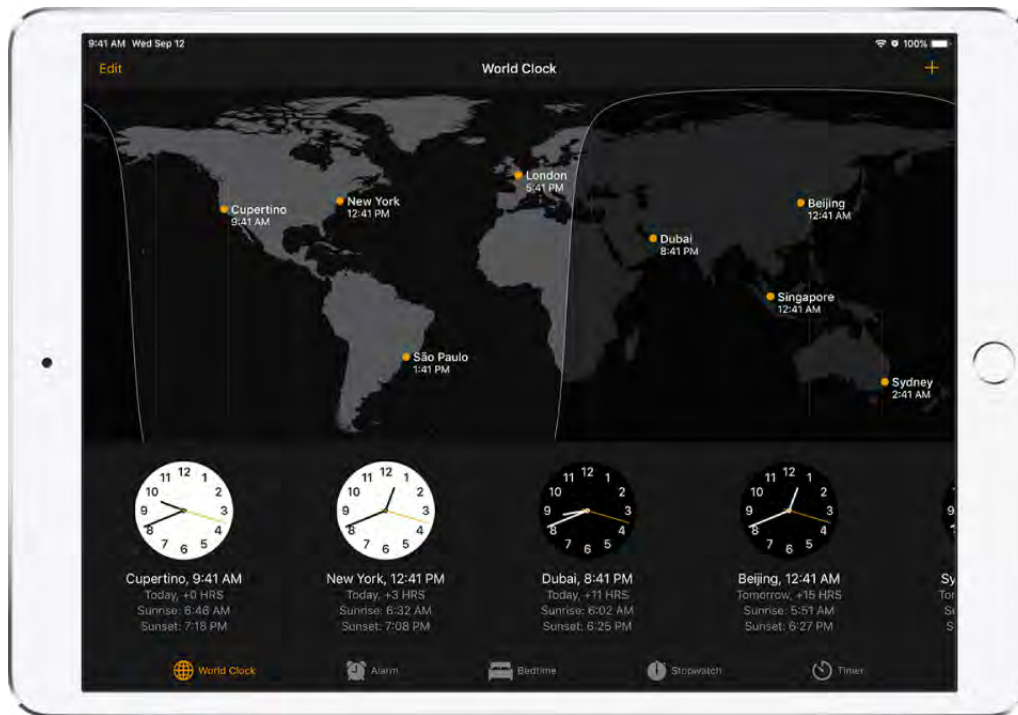 9:41 AM Wed Sep 12
100%
Edit
World Clock
+
London
5:41 PM
New York
12:41 PM
Cupertino
9:41 AM
Beijing
12:41 AM
Dubai
8:41 PM
Singapore
12:41 AM
São Paulo
1:41 PM
Sydney
2:41 AM
11 12 1
10 2
9 3
8 4
7 6 5
11 12 1
10 2
9 3
8 4
7 6 5
11 12 1
10 2
9 3
8 4
7 6 5
11 12 1
10 2
9 3
8 4
7 6 5
9
8
Cupertino, 9:41 AM
Today, +0 HRS
Sunrise: 6:46 AM
Sunset: 7:18 PM
New York, 12:41 PM
Today, +3 HRS
Sunrise: 6:32 AM
Sunset: 7:08 PM
Dubai, 8:41 PM
Today, +11 HRS
Sunrise: 6:02 AM
Sunset: 6:25 PM
Beijing, 12:41 AM
Tomorrow, +15 HRS
Sunrise: 5:51 AM
Sunset: 6:27 PM
Sy
World Clock
Alarm
Bedtime
Stopwatch
Timer